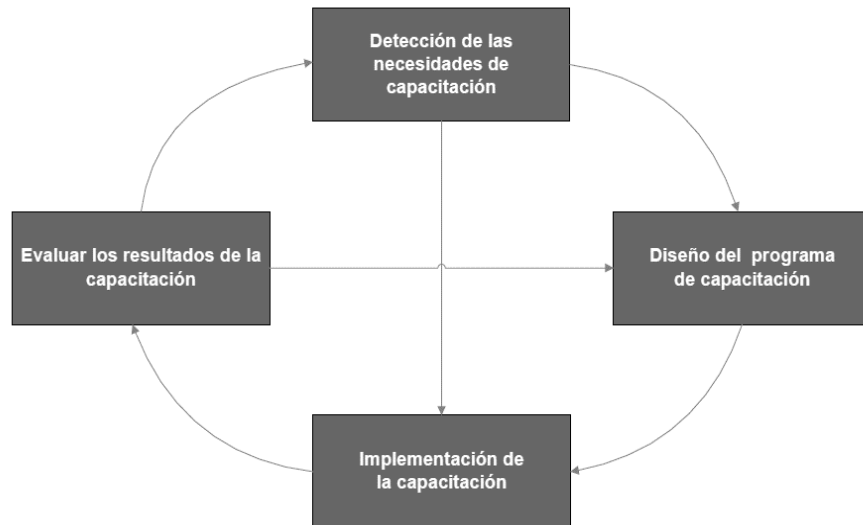 Detección de las
necesidades de
capacitación
Evaluar los resultados de la
capacitación
Diseño del programa
de capacitación
Implementación de
la capacitación